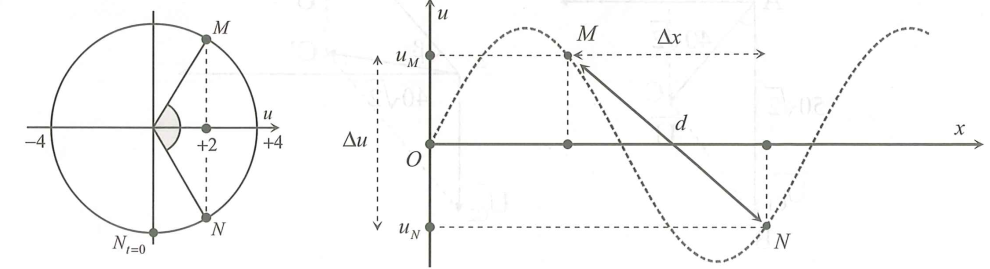 M
u
−4
+2
+4
N
N_{t=0}
u
u_M
M
Δx
Δu
d
x
O
u_N
N